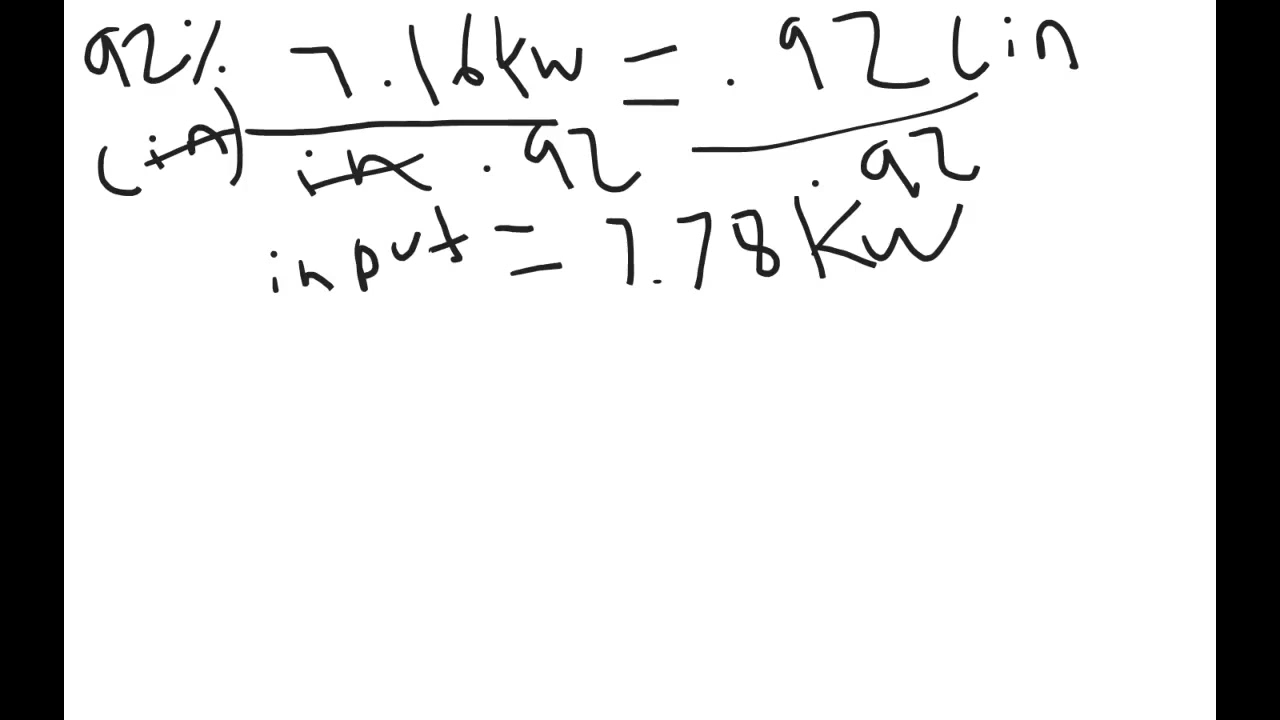 92% 7.16kw = .92 (in
(in) in .92 .92
input = 7.78kw